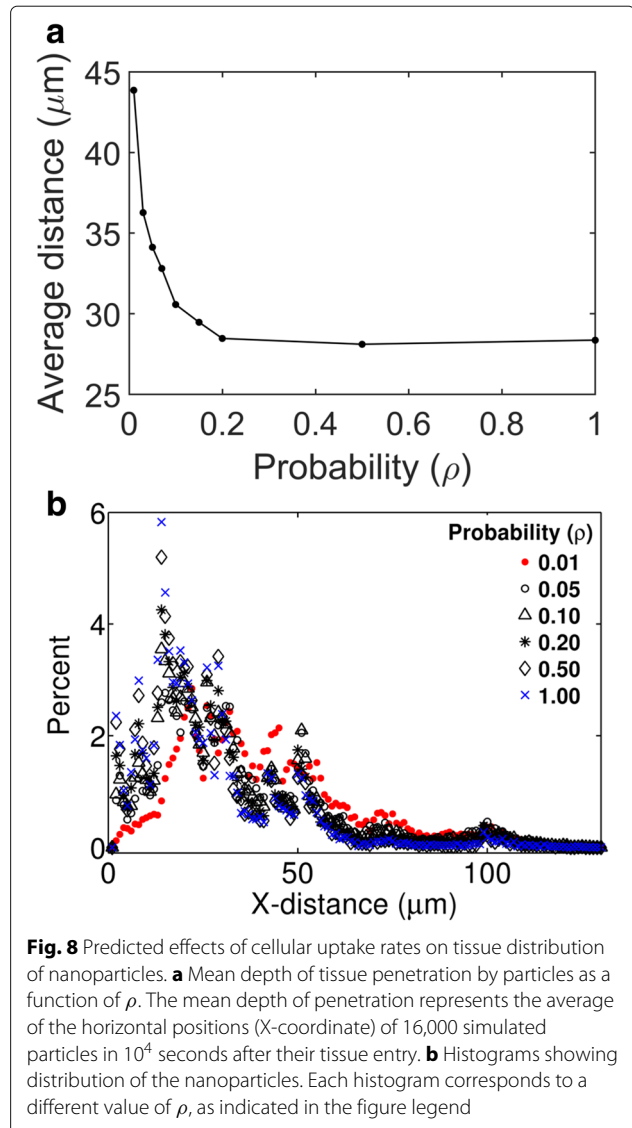 a
45
40
35
30
25
Average distance (μm)
0 0.2 0.4 0.6 0.8 1
Probability (ρ)
b
6
4
2
0
Percent
Probability (ρ)
0.01
0.05
0.10
0.20
0.50
1.00
0 50 100
X-distance (μm)
Fig. 8 Predicted effects of cellular uptake rates on tissue distribution
of nanoparticles. a Mean depth of tissue penetration by particles as a
function of ρ. The mean depth of penetration represents the average
of the horizontal positions (X-coordinate) of 16,000 simulated
particles in 10⁴ seconds after their tissue entry. b Histograms showing
distribution of the nanoparticles. Each histogram corresponds to a
different value of ρ, as indicated in the figure legend